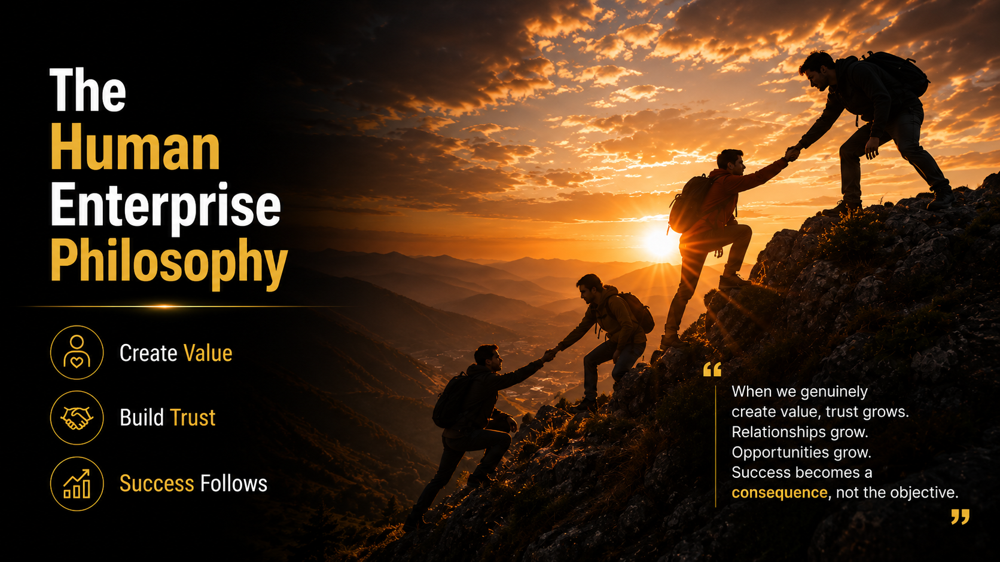 The
Human
Enterprise
Philosophy
Create Value
Build Trust
Success Follows
“
When we genuinely
create value, trust grows.
Relationships grow.
Opportunities grow.
Success becomes a
consequence, not the objective.
”